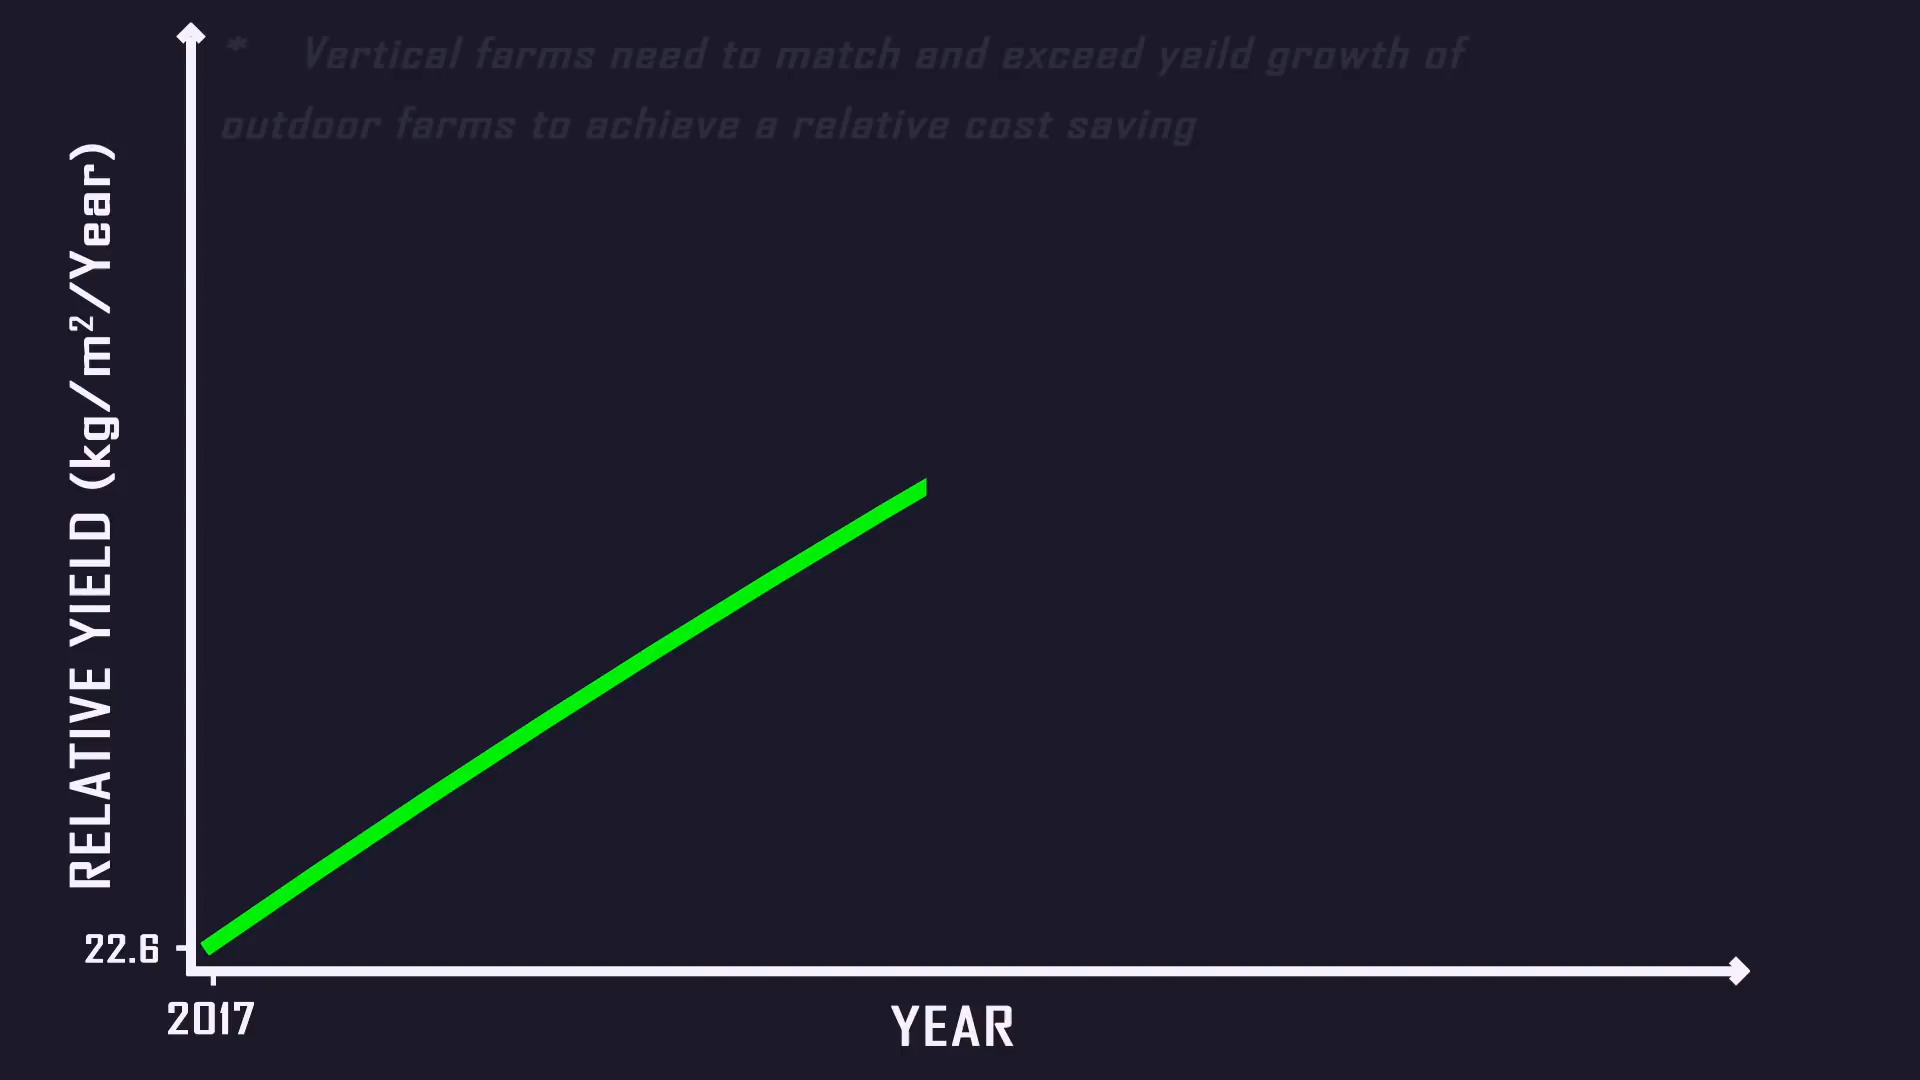 * Vertical farms need to match and exceed yeild growth of
outdoor farms to achieve a relative cost saving
RELATIVE YIELD (kg/m²/Year)
22.6
2017
YEAR